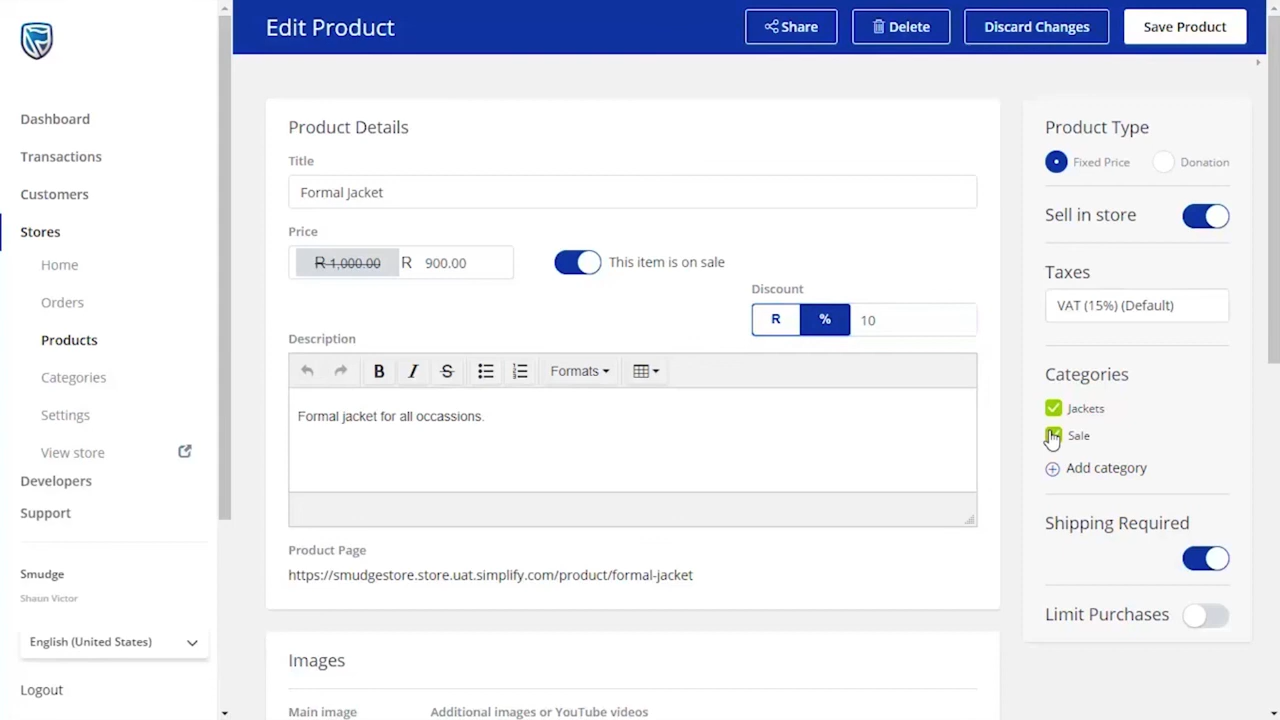 Edit Product
Share
Delete
Discard Changes
Save Product
Dashboard
Transactions
Customers
Stores
Home
Orders
Products
Categories
Settings
View store
Developers
Support
Smudge
Shaun Victor
English (United States)
Logout
Product Details
Title
Formal Jacket
Price
R 1,000.00 R 900.00
This item is on sale
Discount
R % 10
Description
B I S Formats
Formal jacket for all occassions.
Product Page
https://smudgestore.store.uat.simplify.com/product/formal-jacket
Images
Main image Additional images or YouTube videos
Product Type
Fixed Price Donation
Sell in store
Taxes
VAT (15%) (Default)
Categories
Jackets
Sale
Add category
Shipping Required
Limit Purchases